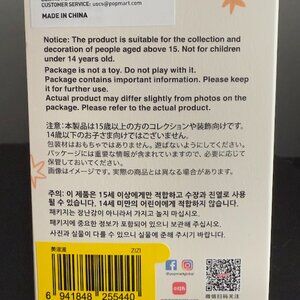 CUSTOMER SERVICE: uscs@popmart.com
MADE IN CHINA
Notice: The product is suitable for the collection and
decoration of people aged above 15. Not for children
under 14 years old.
Package is not a toy. Do not play with it.
Package contains important information. Please keep
it for further use.
Actual product may differ slightly from photos on the
package. Please refer to the actual product.
注意:本製品は15歳以上の方のコレクションや装飾向けです。
14歳以下のお子さま向けではございません。
包装材はおもちゃではありません。遊ばないようにしてください。
パッケージには重要な情報が含まれていますので、必要に応じて
保管しておいてください。
画像はイメージです。実際の商品とは異なる場合があります。
주의: 이 제품은 15세 이상에게만 적합하고 수장과 진열로 사용
되세요. 14세 미만의 어린이에게 적합하지 않습니다.
패키지는 장난감이 아니라서 가지고 놀지 마십시오.
패키지에 중요한 정보가 포함되어 있으니 보관해 주십시오.
사진과 실물이 다를 수 있으니 실물에 준해 주십시오.
ZIZI
6 941848 255440
popmartglobal